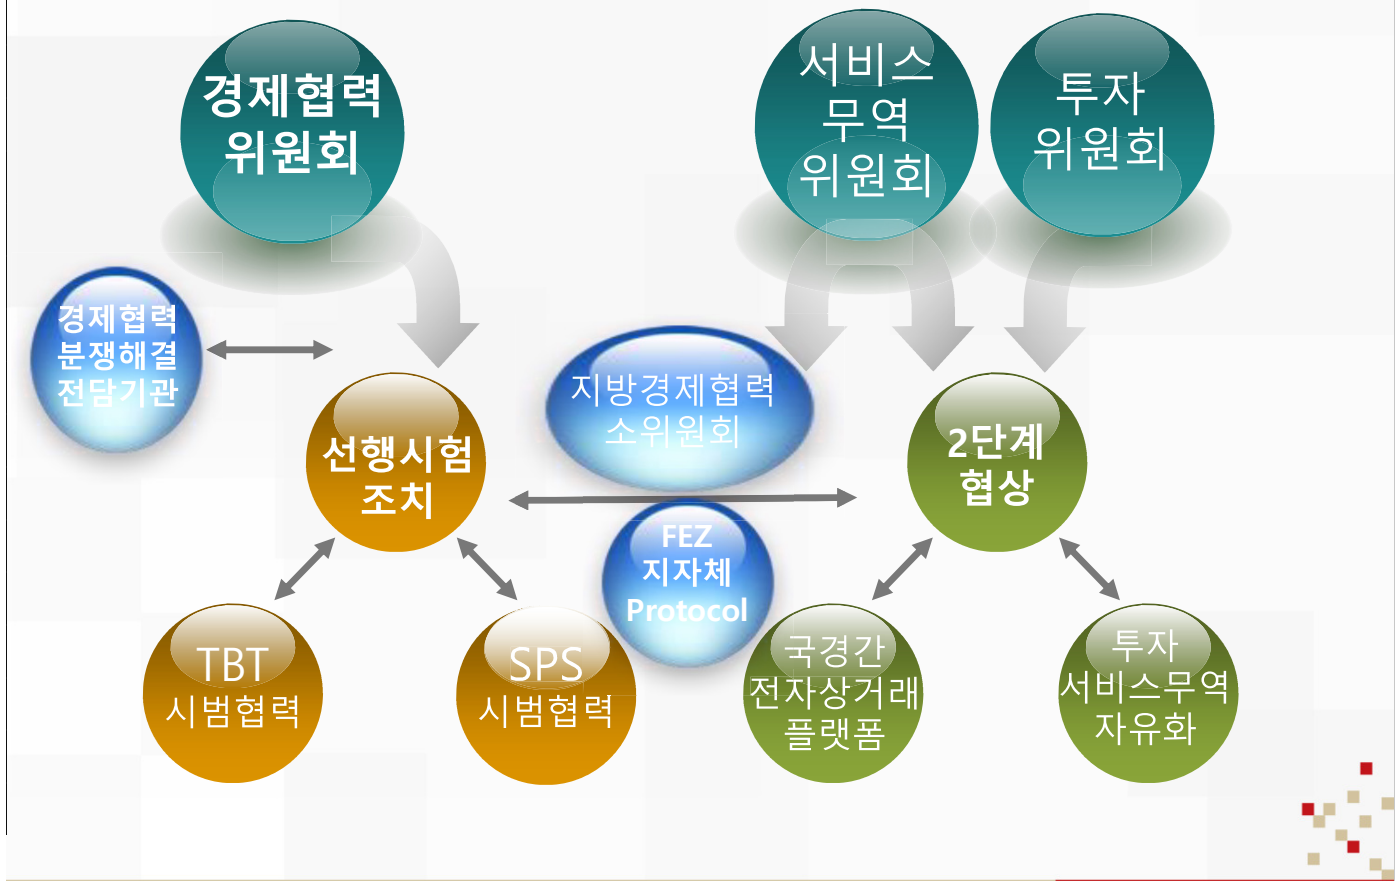 경제협력
위원회
서비스
무역
위원회
투자
위원회
경제협력
분쟁해결
전담기관
지방경제협력
소위원회
선행시험
조치
2단계
협상
FEZ
지자체
Protocol
TBT
시범협력
SPS
시범협력
국경간
전자상거래
플랫폼
투자
서비스무역
자유화